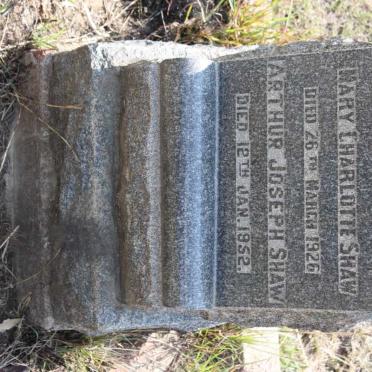 MARY CHARLOTTE SHAW
DIED 26TH MARCH 1926
ARTHUR JOSEPH SHAW
DIED 12TH JAN. 1952.